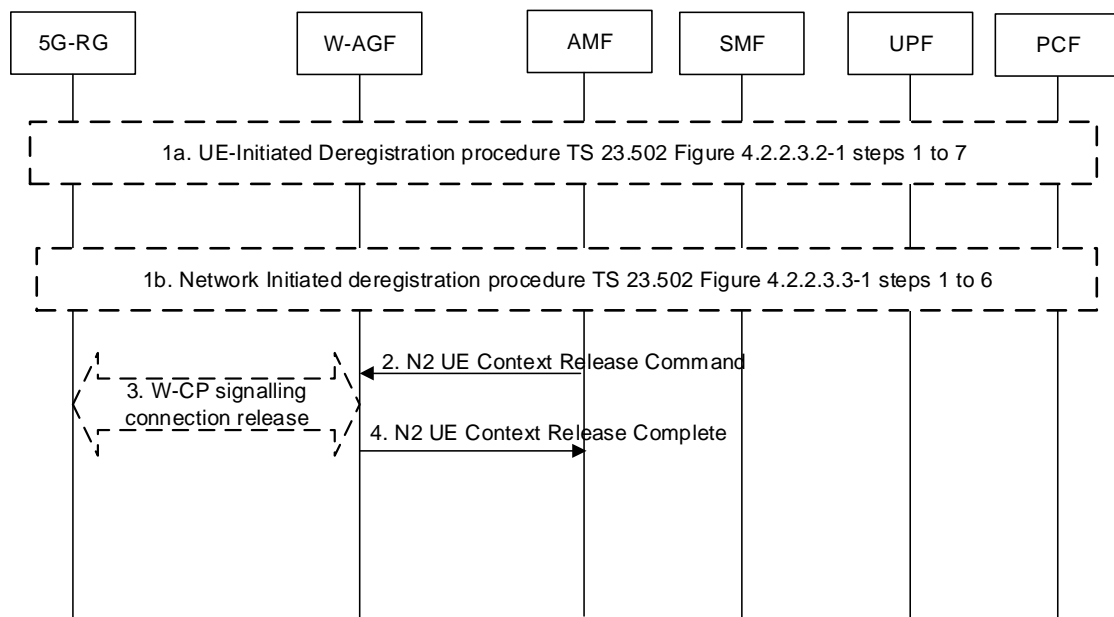 5G-RG
W-AGF
AMF
SMF
UPF
PCF
1a. UE-Initiated Deregistration procedure TS 23.502 Figure 4.2.2.3.2-1 steps 1 to 7
1b. Network Initiated deregistration procedure TS 23.502 Figure 4.2.2.3.3-1 steps 1 to 6
2. N2 UE Context Release Command
3. W-CP signalling
connection release
4. N2 UE Context Release Complete